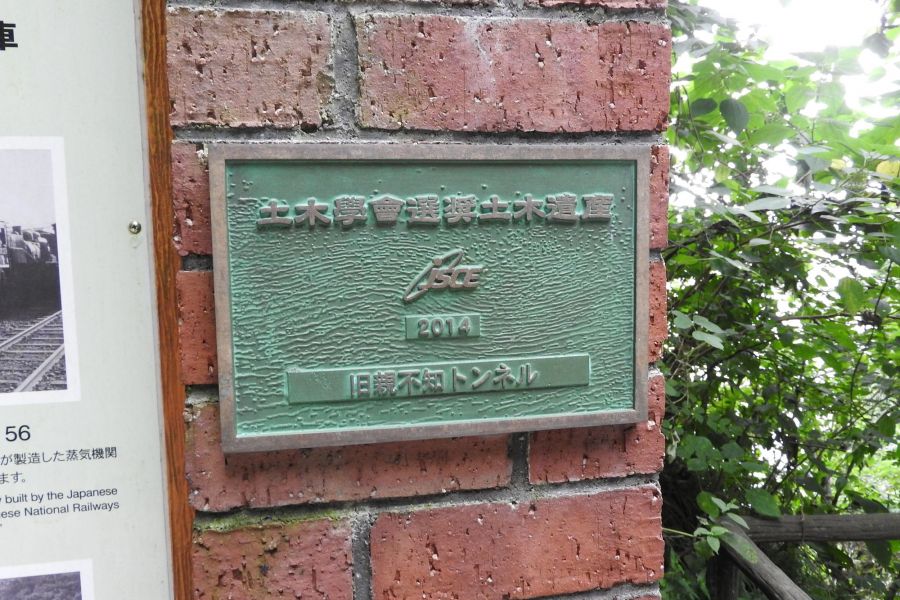 車
土木學會選奨土木遺産
JSCE
2014
旧親不知トンネル
56
が製造した蒸気機関
ます。
built by the Japanese
ese National Railways